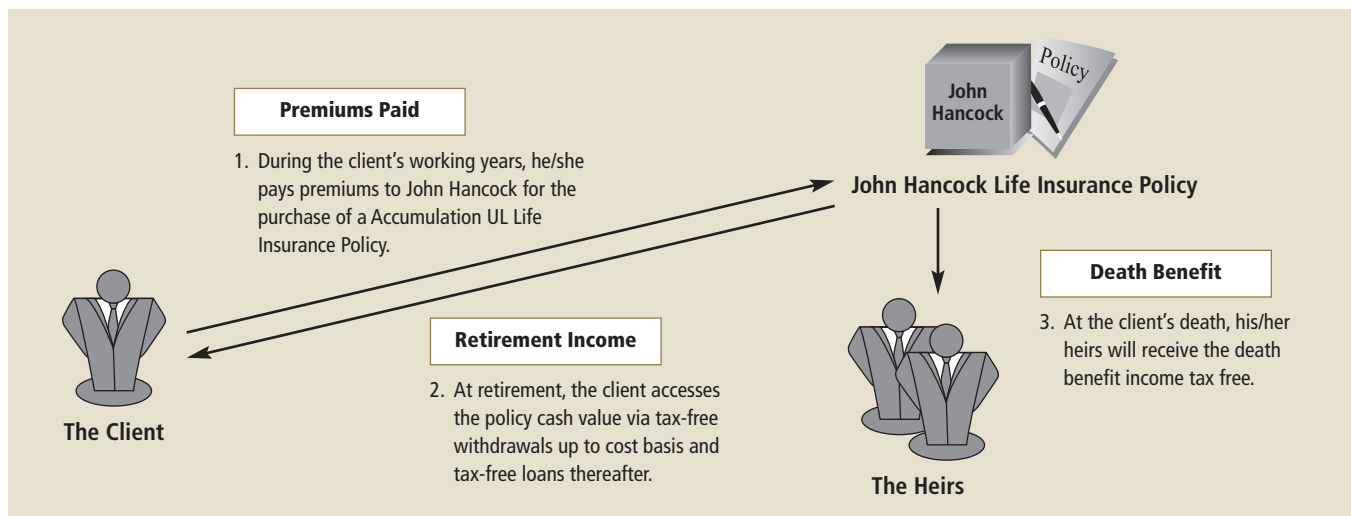 Premiums Paid
1. During the client's working years, he/she
pays premiums to John Hancock for the
purchase of a Accumulation UL Life
Insurance Policy.
John
Hancock
Policy
John Hancock Life Insurance Policy
The Client
Retirement Income
2. At retirement, the client accesses
the policy cash value via tax-free
withdrawals up to cost basis and
tax-free loans thereafter.
Death Benefit
3. At the client's death, his/her
heirs will receive the death
benefit income tax free.
The Heirs